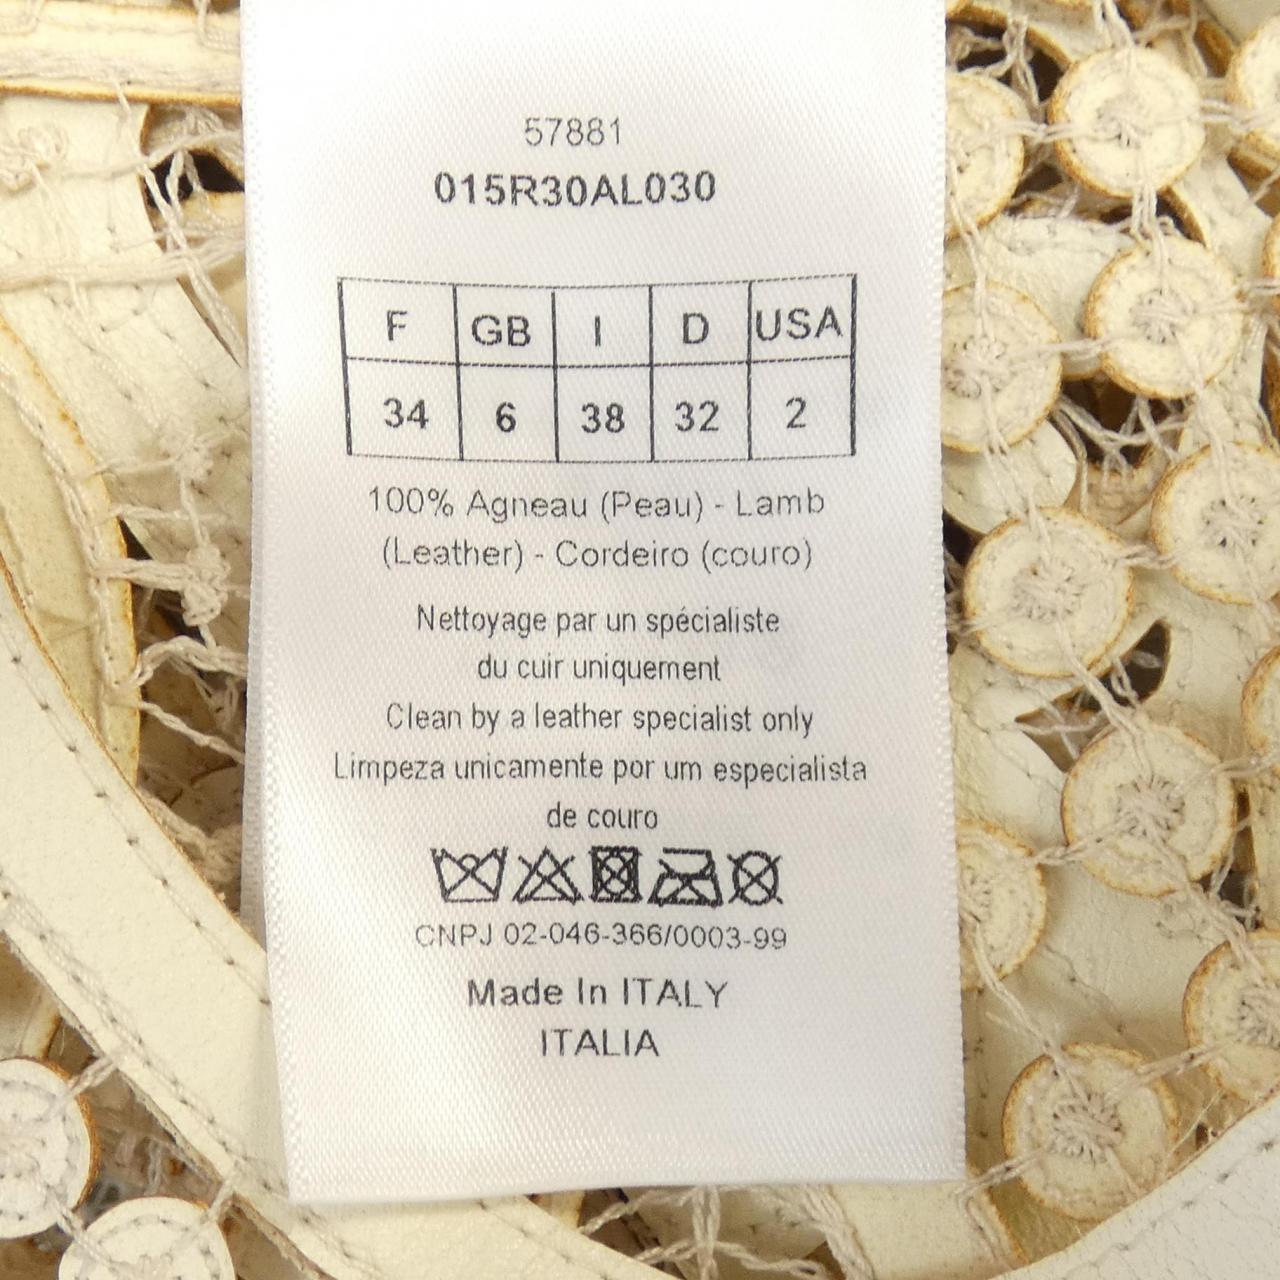 57881
015R30AL030
F GB I D USA
34 6 38 32 2
100% Agneau (Peau) - Lamb
(Leather) - Cordeiro (couro)
Nettoyage par un spécialiste
du cuir uniquement
Clean by a leather specialist only
Limpeza unicamente por um especialista
de couro
CNPJ 02-046-366/0003-99
Made In ITALY
ITALIA